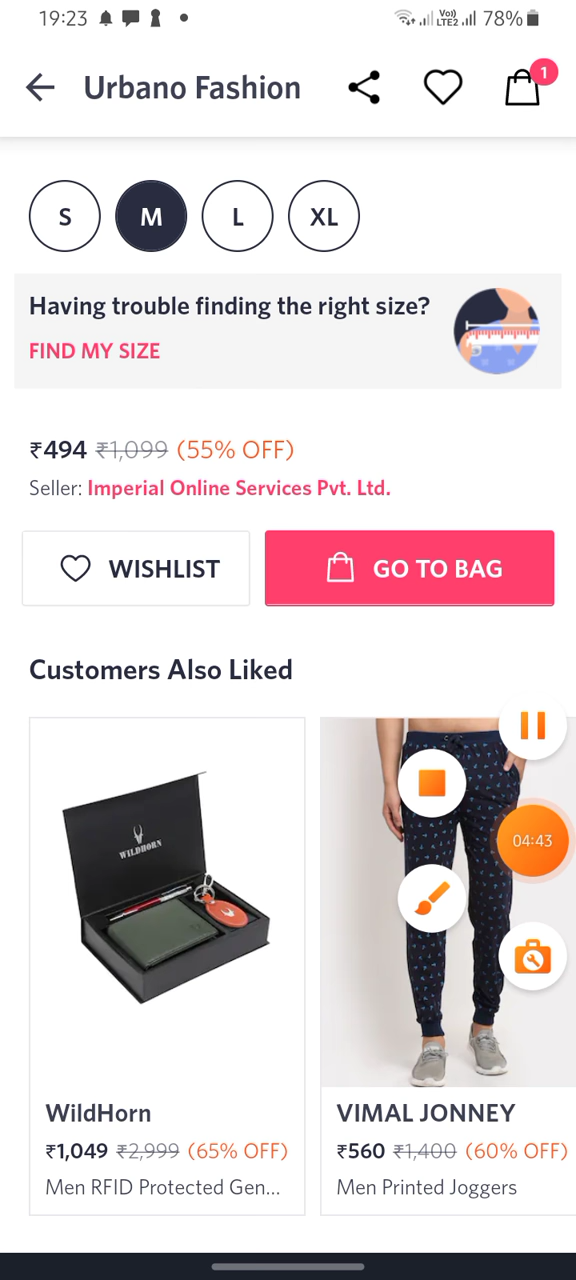 19:23 Vo) LTE2 78%
Urbano Fashion 1
S M L XL
Having trouble finding the right size?
FIND MY SIZE
₹494 ₹1,099 (55% OFF)
Seller: Imperial Online Services Pvt. Ltd.
WISHLIST GO TO BAG
Customers Also Liked
WILDHORN
04:43
WildHorn
₹1,049 ₹2,999 (65% OFF)
Men RFID Protected Gen...
VIMAL JONNEY
₹560 ₹1,400 (60% OFF)
Men Printed Joggers